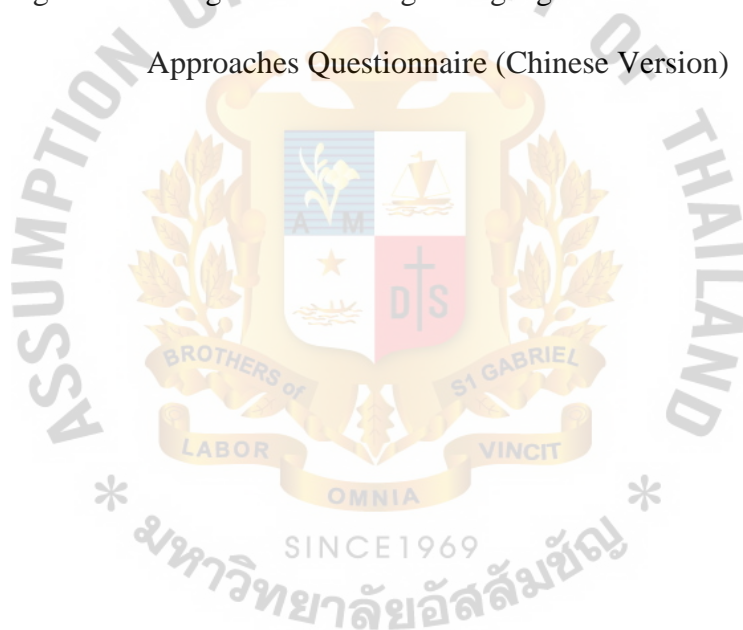 Approaches Questionnaire (Chinese Version)
THAILAND
ASSUMPTION
A M
D S
BROTHERS of
S1 GABRIEL
LABOR
VINCIT
OMNIA
* *
SINCE1969
มหาวิทยาลัยอัสสัมชัญ